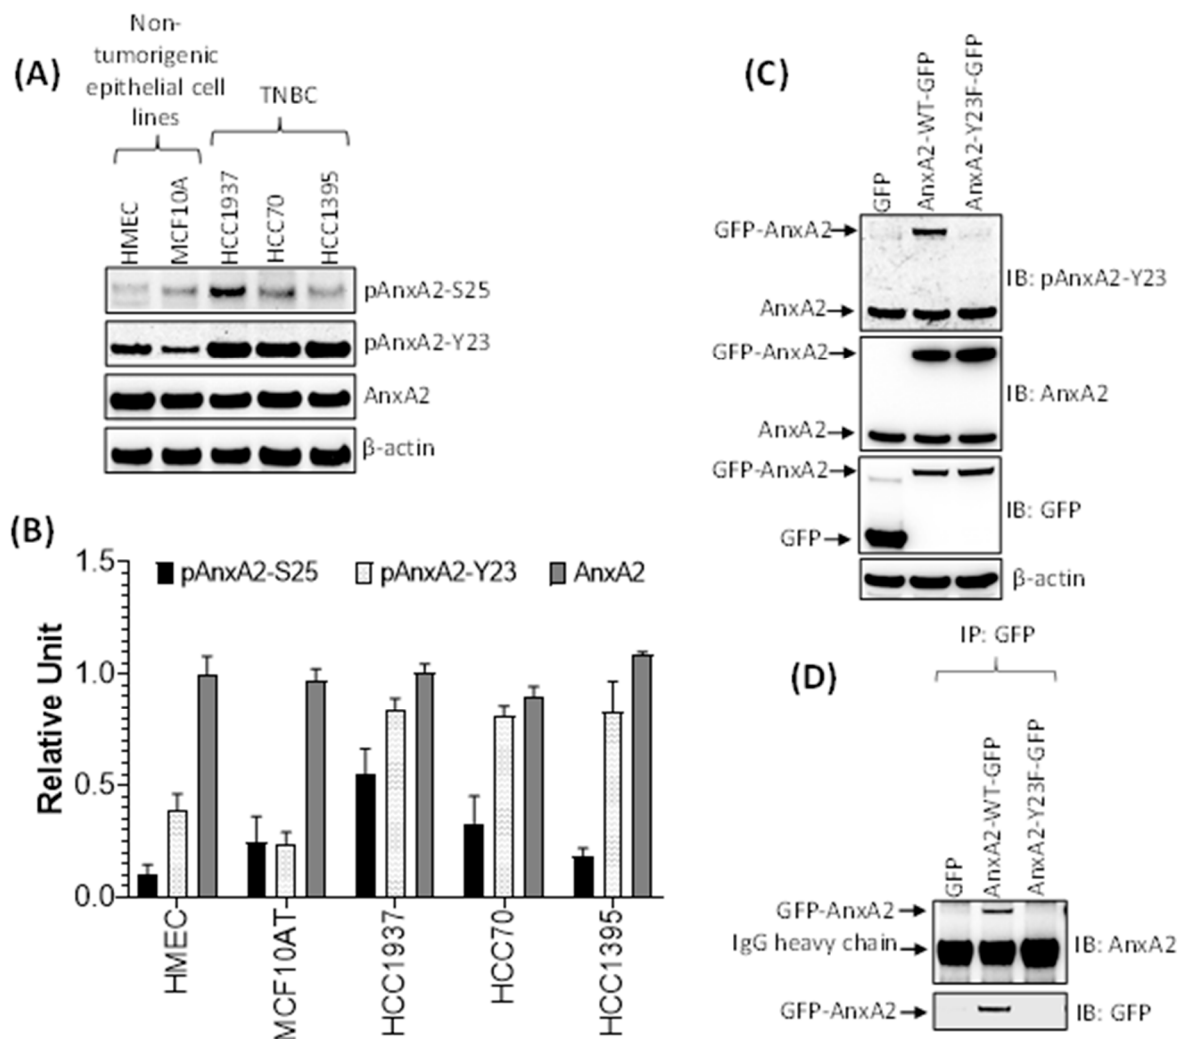 (A)
Non-
tumorigenic
epithelial cell
lines
TNBC
HMEC
MCF10A
HCC1937
HCC70
HCC1395
pAnxA2-S25
pAnxA2-Y23
AnxA2
β-actin
(B)
1.5
1.0
0.5
0.0
Relative Unit
pAnxA2-S25
pAnxA2-Y23
AnxA2
HMEC
MCF10AT
HCC1937
HCC70
HCC1395
(C)
GFP
AnxA2-WT-GFP
AnxA2-Y23F-GFP
GFP-AnxA2
AnxA2
IB: pAnxA2-Y23
GFP-AnxA2
AnxA2
IB: AnxA2
GFP-AnxA2
GFP
IB: GFP
β-actin
(D)
IP: GFP
GFP
AnxA2-WT-GFP
AnxA2-Y23F-GFP
GFP-AnxA2
IgG heavy chain
IB: AnxA2
GFP-AnxA2
IB: GFP